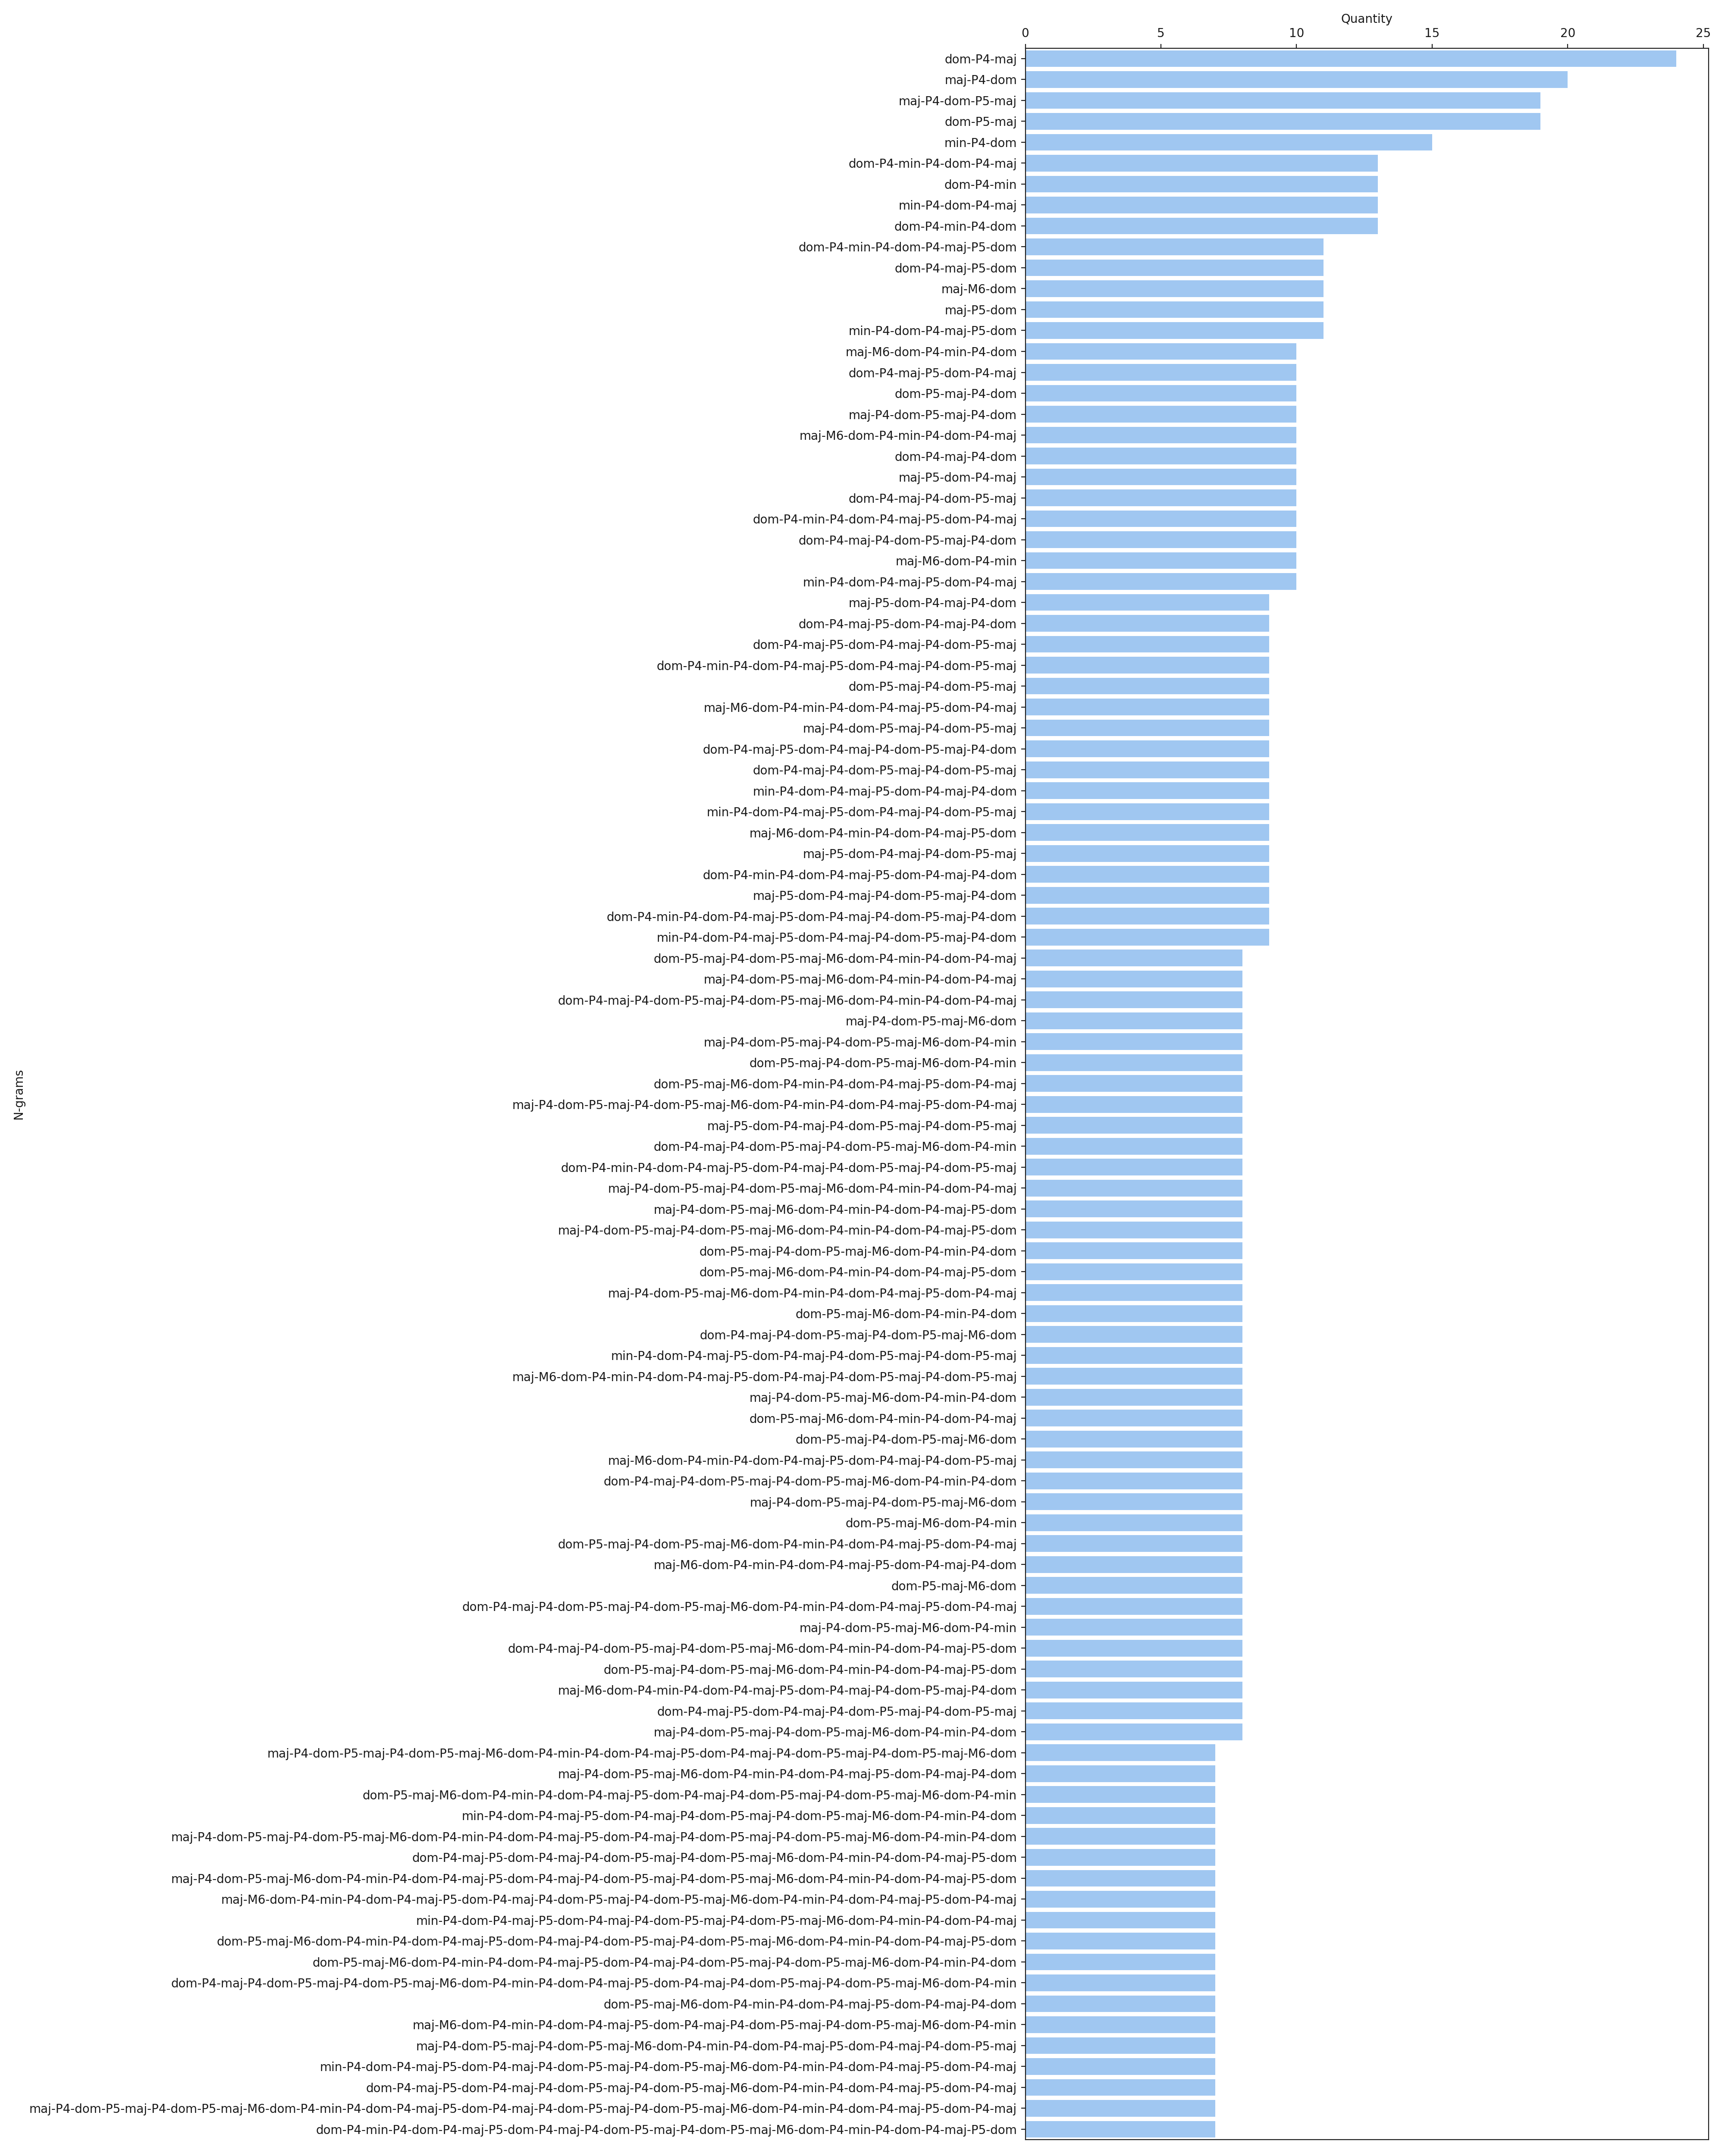 Quantity
0 5 10 15 20 25
dom-P4-maj
maj-P4-dom
maj-P4-dom-P5-maj
dom-P5-maj
min-P4-dom
dom-P4-min-P4-dom-P4-maj
dom-P4-min
min-P4-dom-P4-maj
dom-P4-min-P4-dom
dom-P4-min-P4-dom-P4-maj-P5-dom
dom-P4-maj-P5-dom
maj-M6-dom
maj-P5-dom
min-P4-dom-P4-maj-P5-dom
maj-M6-dom-P4-min-P4-dom
dom-P4-maj-P5-dom-P4-maj
dom-P5-maj-P4-dom
maj-P4-dom-P5-maj-P4-dom
maj-M6-dom-P4-min-P4-dom-P4-maj
dom-P4-maj-P4-dom
maj-P5-dom-P4-maj
dom-P4-maj-P4-dom-P5-maj
dom-P4-min-P4-dom-P4-maj-P5-dom-P4-maj
dom-P4-maj-P4-dom-P5-maj-P4-dom
maj-M6-dom-P4-min
min-P4-dom-P4-maj-P5-dom-P4-maj
maj-P5-dom-P4-maj-P4-dom
dom-P4-maj-P5-dom-P4-maj-P4-dom
dom-P4-maj-P5-dom-P4-maj-P4-dom-P5-maj
dom-P4-min-P4-dom-P4-maj-P5-dom-P4-maj-P4-dom-P5-maj
dom-P5-maj-P4-dom-P5-maj
maj-M6-dom-P4-min-P4-dom-P4-maj-P5-dom-P4-maj
maj-P4-dom-P5-maj-P4-dom-P5-maj
dom-P4-maj-P5-dom-P4-maj-P4-dom-P5-maj-P4-dom
dom-P4-maj-P4-dom-P5-maj-P4-dom-P5-maj
min-P4-dom-P4-maj-P5-dom-P4-maj-P4-dom
min-P4-dom-P4-maj-P5-dom-P4-maj-P4-dom-P5-maj
maj-M6-dom-P4-min-P4-dom-P4-maj-P5-dom
maj-P5-dom-P4-maj-P4-dom-P5-maj
dom-P4-min-P4-dom-P4-maj-P5-dom-P4-maj-P4-dom
maj-P5-dom-P4-maj-P4-dom-P5-maj-P4-dom
dom-P4-min-P4-dom-P4-maj-P5-dom-P4-maj-P4-dom-P5-maj-P4-dom
min-P4-dom-P4-maj-P5-dom-P4-maj-P4-dom-P5-maj-P4-dom
dom-P5-maj-P4-dom-P5-maj-M6-dom-P4-min-P4-dom-P4-maj
maj-P4-dom-P5-maj-M6-dom-P4-min-P4-dom-P4-maj
dom-P4-maj-P4-dom-P5-maj-P4-dom-P5-maj-M6-dom-P4-min-P4-dom-P4-maj
maj-P4-dom-P5-maj-M6-dom
maj-P4-dom-P5-maj-P4-dom-P5-maj-M6-dom-P4-min
dom-P5-maj-P4-dom-P5-maj-M6-dom-P4-min
dom-P5-maj-M6-dom-P4-min-P4-dom-P4-maj-P5-dom-P4-maj
maj-P4-dom-P5-maj-P4-dom-P5-maj-M6-dom-P4-min-P4-dom-P4-maj-P5-dom-P4-maj
maj-P5-dom-P4-maj-P4-dom-P5-maj-P4-dom-P5-maj
dom-P4-maj-P4-dom-P5-maj-P4-dom-P5-maj-M6-dom-P4-min
dom-P4-min-P4-dom-P4-maj-P5-dom-P4-maj-P4-dom-P5-maj-P4-dom-P5-maj
maj-P4-dom-P5-maj-P4-dom-P5-maj-M6-dom-P4-min-P4-dom-P4-maj
maj-P4-dom-P5-maj-M6-dom-P4-min-P4-dom-P4-maj-P5-dom
maj-P4-dom-P5-maj-P4-dom-P5-maj-M6-dom-P4-min-P4-dom-P4-maj-P5-dom
dom-P5-maj-P4-dom-P5-maj-M6-dom-P4-min-P4-dom
dom-P5-maj-M6-dom-P4-min-P4-dom-P4-maj-P5-dom
maj-P4-dom-P5-maj-M6-dom-P4-min-P4-dom-P4-maj-P5-dom-P4-maj
dom-P5-maj-M6-dom-P4-min-P4-dom
dom-P4-maj-P4-dom-P5-maj-P4-dom-P5-maj-M6-dom
min-P4-dom-P4-maj-P5-dom-P4-maj-P4-dom-P5-maj-P4-dom-P5-maj
maj-M6-dom-P4-min-P4-dom-P4-maj-P5-dom-P4-maj-P4-dom-P5-maj-P4-dom-P5-maj
maj-P4-dom-P5-maj-M6-dom-P4-min-P4-dom
dom-P5-maj-M6-dom-P4-min-P4-dom-P4-maj
dom-P5-maj-P4-dom-P5-maj-M6-dom
maj-M6-dom-P4-min-P4-dom-P4-maj-P5-dom-P4-maj-P4-dom-P5-maj
dom-P4-maj-P4-dom-P5-maj-P4-dom-P5-maj-M6-dom-P4-min-P4-dom
maj-P4-dom-P5-maj-P4-dom-P5-maj-M6-dom
dom-P5-maj-M6-dom-P4-min
dom-P5-maj-P4-dom-P5-maj-M6-dom-P4-min-P4-dom-P4-maj-P5-dom-P4-maj
maj-M6-dom-P4-min-P4-dom-P4-maj-P5-dom-P4-maj-P4-dom
dom-P5-maj-M6-dom
dom-P4-maj-P4-dom-P5-maj-P4-dom-P5-maj-M6-dom-P4-min-P4-dom-P4-maj-P5-dom-P4-maj
maj-P4-dom-P5-maj-M6-dom-P4-min
dom-P4-maj-P4-dom-P5-maj-P4-dom-P5-maj-M6-dom-P4-min-P4-dom-P4-maj-P5-dom
dom-P5-maj-P4-dom-P5-maj-M6-dom-P4-min-P4-dom-P4-maj-P5-dom
maj-M6-dom-P4-min-P4-dom-P4-maj-P5-dom-P4-maj-P4-dom-P5-maj-P4-dom
dom-P4-maj-P5-dom-P4-maj-P4-dom-P5-maj-P4-dom-P5-maj
maj-P4-dom-P5-maj-P4-dom-P5-maj-M6-dom-P4-min-P4-dom
maj-P4-dom-P5-maj-P4-dom-P5-maj-M6-dom-P4-min-P4-dom-P4-maj-P5-dom-P4-maj-P4-dom-P5-maj-P4-dom-P5-maj-M6-dom
maj-P4-dom-P5-maj-M6-dom-P4-min-P4-dom-P4-maj-P5-dom-P4-maj-P4-dom
dom-P5-maj-M6-dom-P4-min-P4-dom-P4-maj-P5-dom-P4-maj-P4-dom-P5-maj-P4-dom-P5-maj-M6-dom-P4-min
min-P4-dom-P4-maj-P5-dom-P4-maj-P4-dom-P5-maj-P4-dom-P5-maj-M6-dom-P4-min-P4-dom
maj-P4-dom-P5-maj-P4-dom-P5-maj-M6-dom-P4-min-P4-dom-P4-maj-P5-dom-P4-maj-P4-dom-P5-maj-P4-dom-P5-maj-M6-dom-P4-min-P4-dom
dom-P4-maj-P5-dom-P4-maj-P4-dom-P5-maj-P4-dom-P5-maj-M6-dom-P4-min-P4-dom-P4-maj-P5-dom
maj-P4-dom-P5-maj-M6-dom-P4-min-P4-dom-P4-maj-P5-dom-P4-maj-P4-dom-P5-maj-P4-dom-P5-maj-M6-dom-P4-min-P4-dom-P4-maj-P5-dom
maj-M6-dom-P4-min-P4-dom-P4-maj-P5-dom-P4-maj-P4-dom-P5-maj-P4-dom-P5-maj-M6-dom-P4-min-P4-dom-P4-maj-P5-dom-P4-maj
min-P4-dom-P4-maj-P5-dom-P4-maj-P4-dom-P5-maj-P4-dom-P5-maj-M6-dom-P4-min-P4-dom-P4-maj
dom-P5-maj-M6-dom-P4-min-P4-dom-P4-maj-P5-dom-P4-maj-P4-dom-P5-maj-P4-dom-P5-maj-M6-dom-P4-min-P4-dom-P4-maj-P5-dom
dom-P5-maj-M6-dom-P4-min-P4-dom-P4-maj-P5-dom-P4-maj-P4-dom-P5-maj-P4-dom-P5-maj-M6-dom-P4-min-P4-dom
dom-P4-maj-P4-dom-P5-maj-P4-dom-P5-maj-M6-dom-P4-min-P4-dom-P4-maj-P5-dom-P4-maj-P4-dom-P5-maj-P4-dom-P5-maj-M6-dom-P4-min
dom-P5-maj-M6-dom-P4-min-P4-dom-P4-maj-P5-dom-P4-maj-P4-dom
maj-M6-dom-P4-min-P4-dom-P4-maj-P5-dom-P4-maj-P4-dom-P5-maj-P4-dom-P5-maj-M6-dom-P4-min
maj-P4-dom-P5-maj-P4-dom-P5-maj-M6-dom-P4-min-P4-dom-P4-maj-P5-dom-P4-maj-P4-dom-P5-maj
min-P4-dom-P4-maj-P5-dom-P4-maj-P4-dom-P5-maj-P4-dom-P5-maj-M6-dom-P4-min-P4-dom-P4-maj-P5-dom-P4-maj
dom-P4-maj-P5-dom-P4-maj-P4-dom-P5-maj-P4-dom-P5-maj-M6-dom-P4-min-P4-dom-P4-maj-P5-dom-P4-maj
maj-P4-dom-P5-maj-P4-dom-P5-maj-M6-dom-P4-min-P4-dom-P4-maj-P5-dom-P4-maj-P4-dom-P5-maj-P4-dom-P5-maj-M6-dom-P4-min-P4-dom-P4-maj-P5-dom-P4-maj
dom-P4-min-P4-dom-P4-maj-P5-dom-P4-maj-P4-dom-P5-maj-P4-dom-P5-maj-M6-dom-P4-min-P4-dom-P4-maj-P5-dom
N-grams